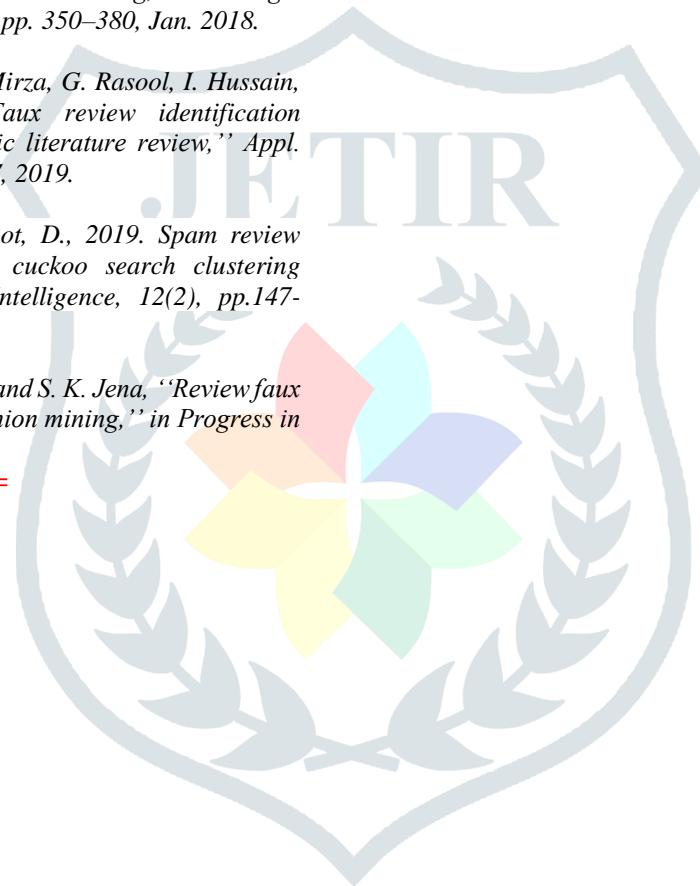 pp. 350–380, Jan. 2018.
Mirza, G. Rasool, I. Hussain,
Faux review identification
ic literature review,’’ Appl.
, 2019.
JETIR
ot, D., 2019. Spam review
cuckoo search clustering
ntelligence, 12(2), pp.147-
and S. K. Jena, ‘‘Review faux
nion mining,’’ in Progress in
=